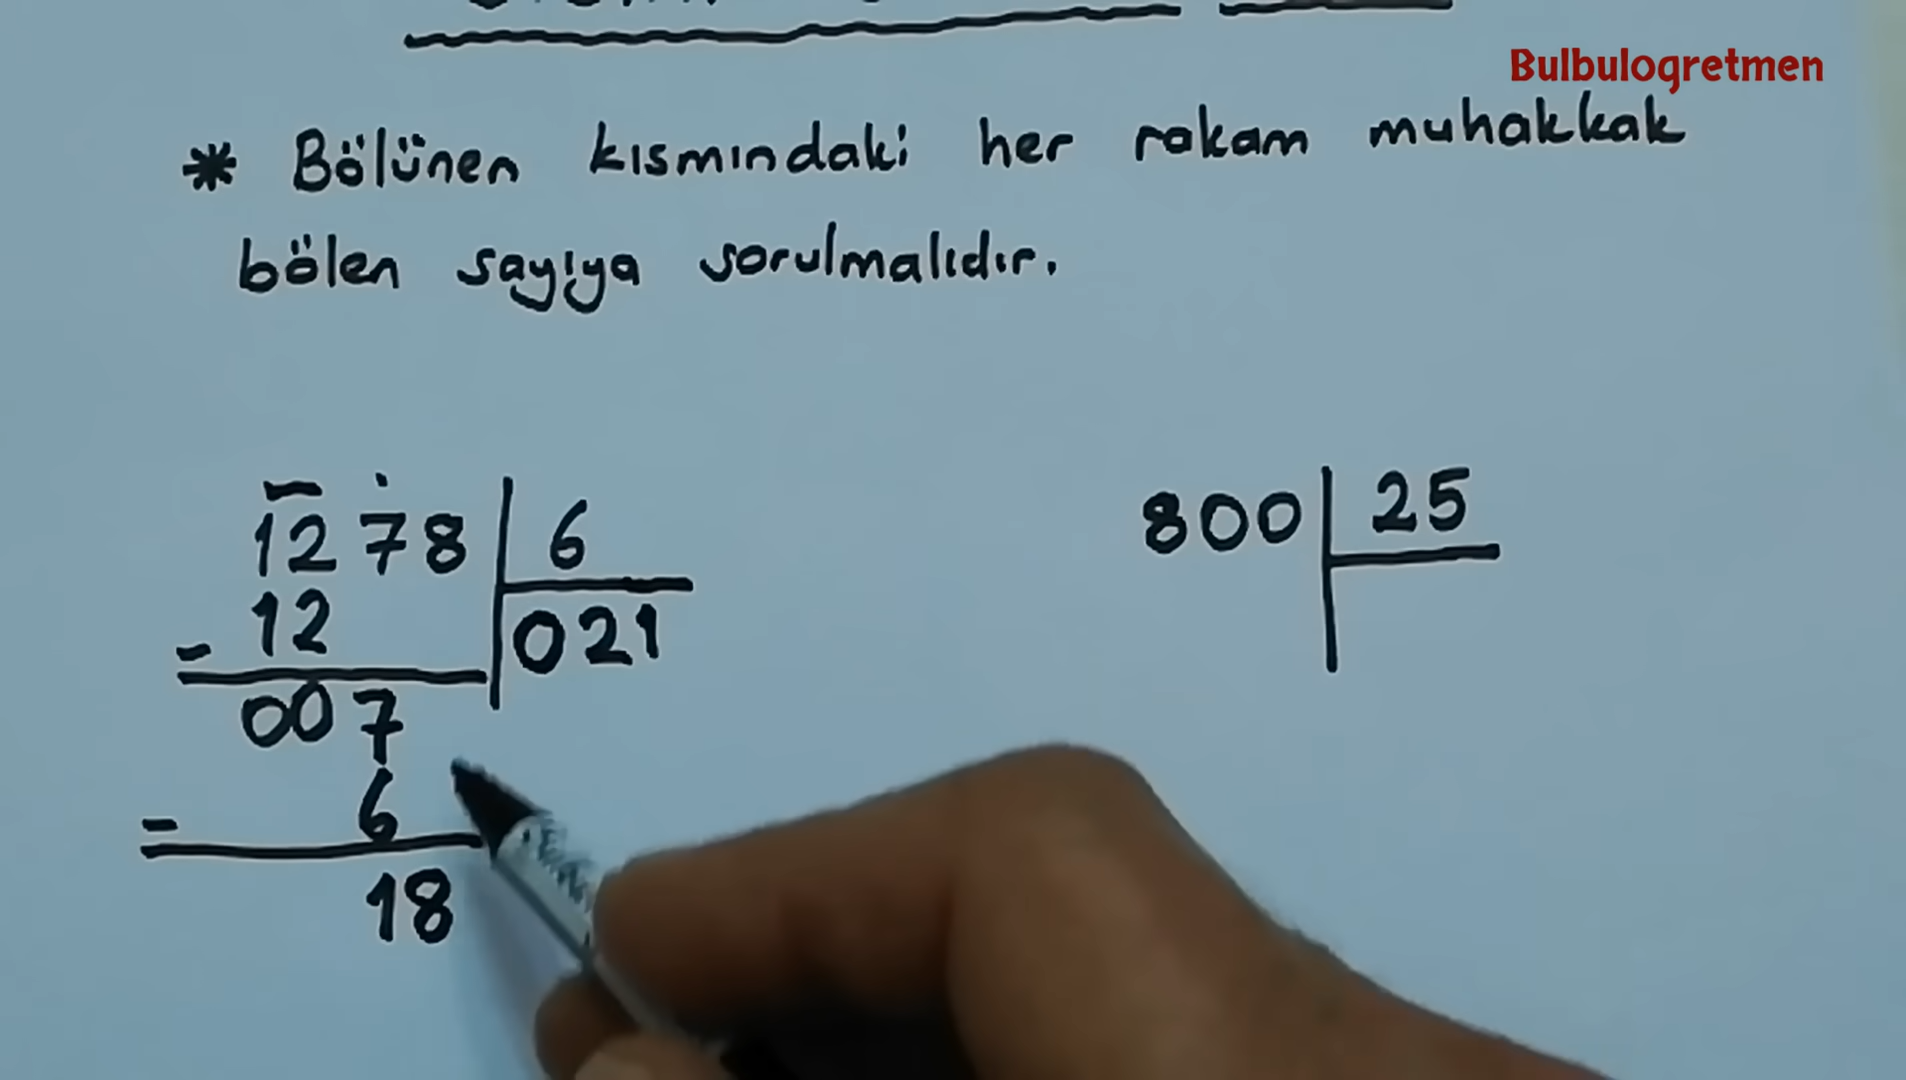 Bulbulogretmen
* Bölünen kısmındaki her rakam muhakkak
bölen sayıya sorulmalıdır.
1278 6
- 12 021
007
- 6
18
800 25